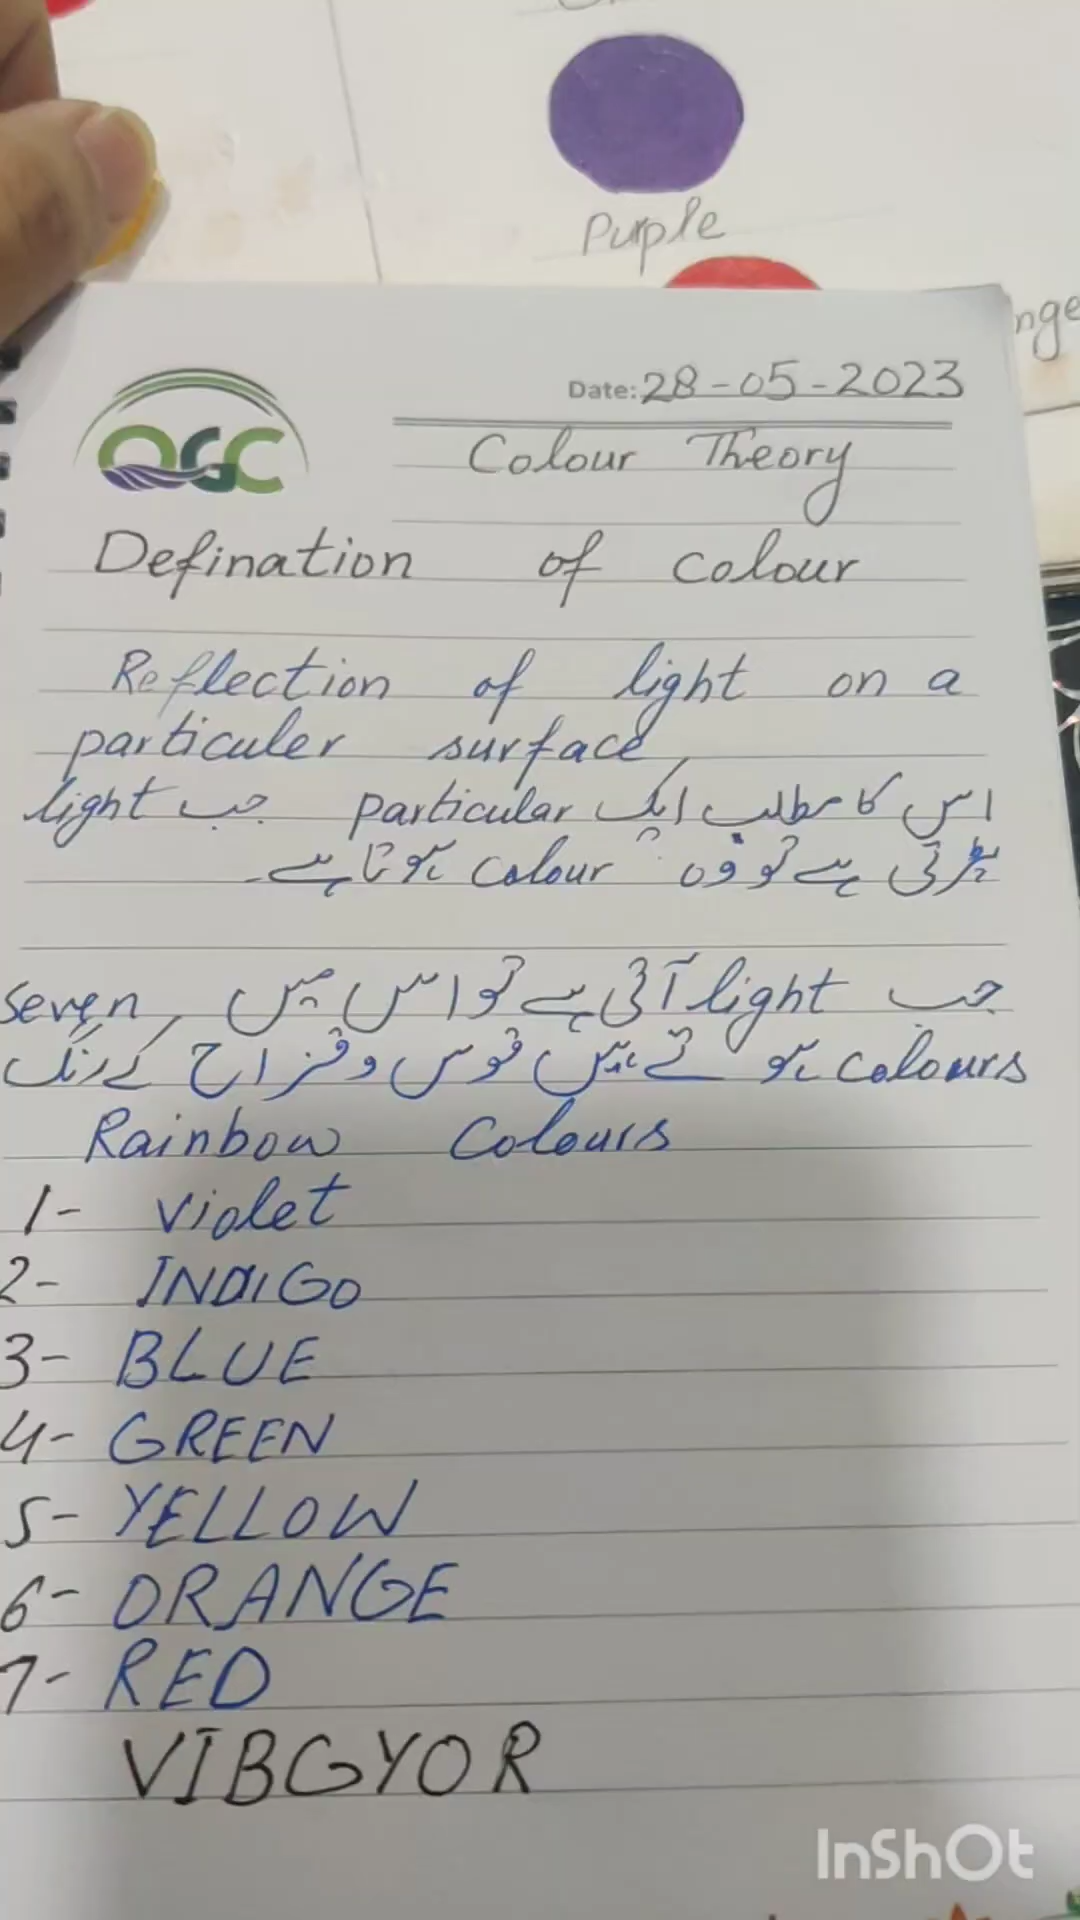 Purple
nge
QGC
Date: 28-05-2023
Colour Theory
Defination of colour
Reflection of light on a
particuler surface
اس کا مطلب ایک particular جب light
پڑتی ہے تو وہ colour ہوتا ہے۔
جب light آتی ہے تو اس میں seven
colours ہوتے ہیں قوس و قزاح کے رنگ
Rainbow Colours
1- Violet
2- INDIGO
3- BLUE
4- GREEN
5- YELLOW
6- ORANGE
7- RED
VIBGYOR
InShOt